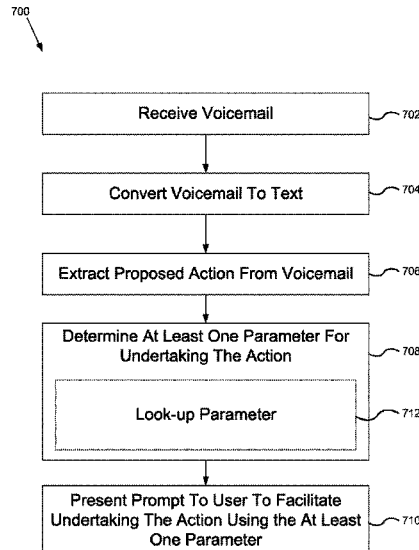 700
Receive Voicemail
702
Convert Voicemail To Text
704
Extract Proposed Action From Voicemail
706
Determine At Least One Parameter For
Undertaking The Action
708
Look-up Parameter
712
Present Prompt To User To Facilitate
Undertaking The Action Using the At Least
One Parameter
710